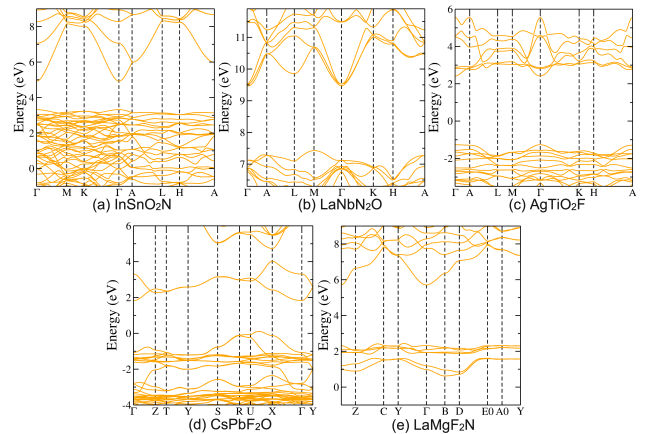 Energy (eV)
8
6
4
2
0
Γ M K Γ A L H A
(a) InSnO₂N
Energy (eV)
11
10
9
8
7
Γ A L M Γ K H A
(b) LaNbN₂O
Energy (eV)
6
4
2
0
-2
Γ A L M Γ K H A
(c) AgTiO₂F
Energy (eV)
6
4
2
0
-2
-4
Γ Z T Y S R U X Γ Y
(d) CsPbF₂O
Energy (eV)
8
6
4
2
0
Z C Y Γ B D E0 A0 Y
(e) LaMgF₂N